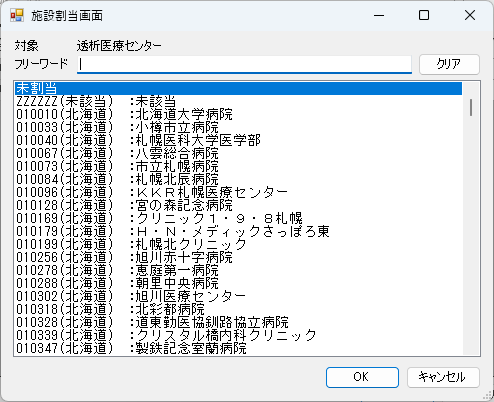 施設割当画面
対象 透析医療センター
フリーワード クリア
未割当
ZZZZZZ(未該当) :未該当
010010(北海道) :北海道大学病院
010033(北海道) :小樽市立病院
010040(北海道) :札幌医科大学医学部
010067(北海道) :八雲総合病院
010073(北海道) :市立札幌病院
010084(北海道) :札幌北辰病院
010096(北海道) :KKR札幌医療センター
010128(北海道) :宮の森記念病院
010169(北海道) :クリニック1・9・8札幌
010179(北海道) :H・N・メディックさっぽろ東
010199(北海道) :札幌北クリニック
010256(北海道) :旭川赤十字病院
010278(北海道) :恵庭第一病院
010288(北海道) :朝里中央病院
010302(北海道) :旭川医療センター
010318(北海道) :北彩都病院
010328(北海道) :道東勤医協釧路協立病院
010339(北海道) :クリスタル橋内科クリニック
010347(北海道) :製鉄記念室蘭病院
OK キャンセル